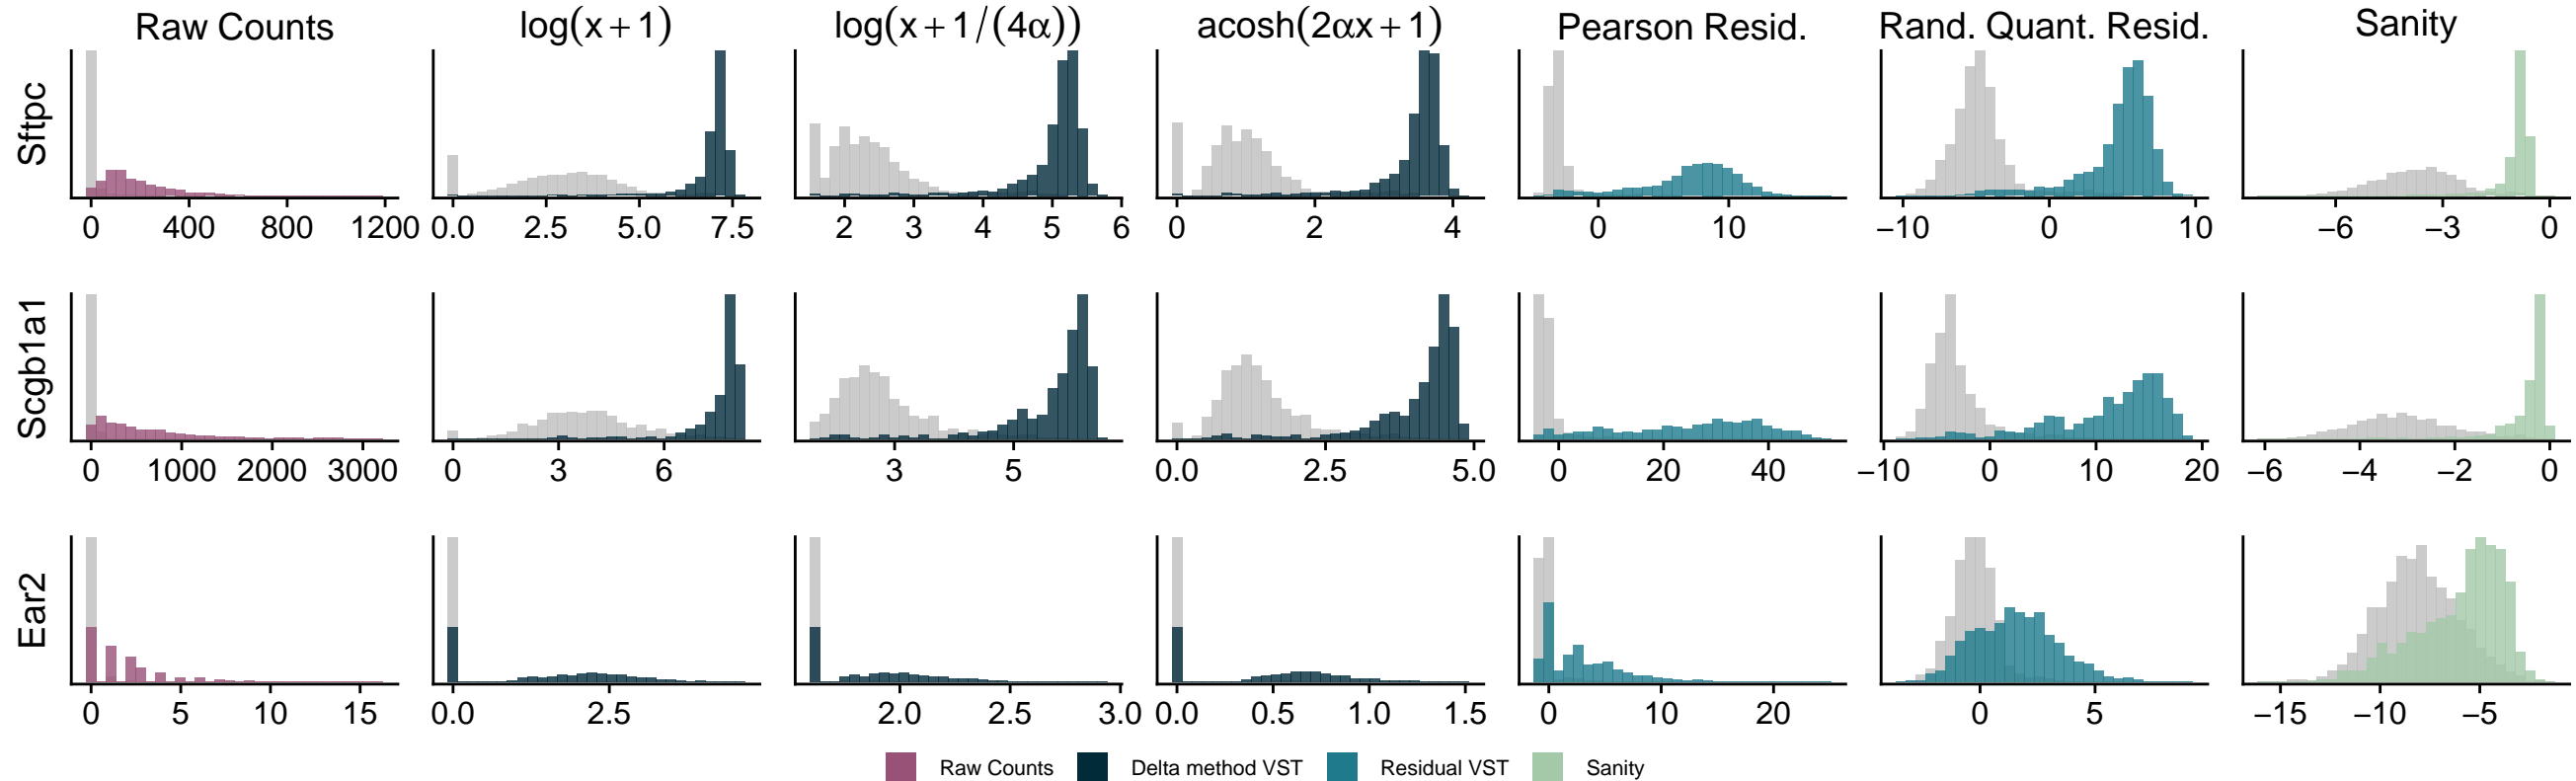 Raw Counts log(x+1) log(x+1/(4α)) acosh(2αx+1) Pearson Resid. Rand. Quant. Resid. Sanity
Sftpc
0 400 800 1200 0.0 2.5 5.0 7.5 2 3 4 5 6 0 2 4 0 10 −10 0 10 −6 −3 0
Scgb1a1
0 1000 2000 3000 0 3 6 3 5 0.0 2.5 5.0 0 20 40 −10 0 10 20 −6 −4 −2 0
Ear2
0 5 10 15 0.0 2.5 2.0 2.5 3.0 0.0 0.5 1.0 1.5 0 10 20 0 5 −15 −10 −5
Raw Counts Delta method VST Residual VST Sanity